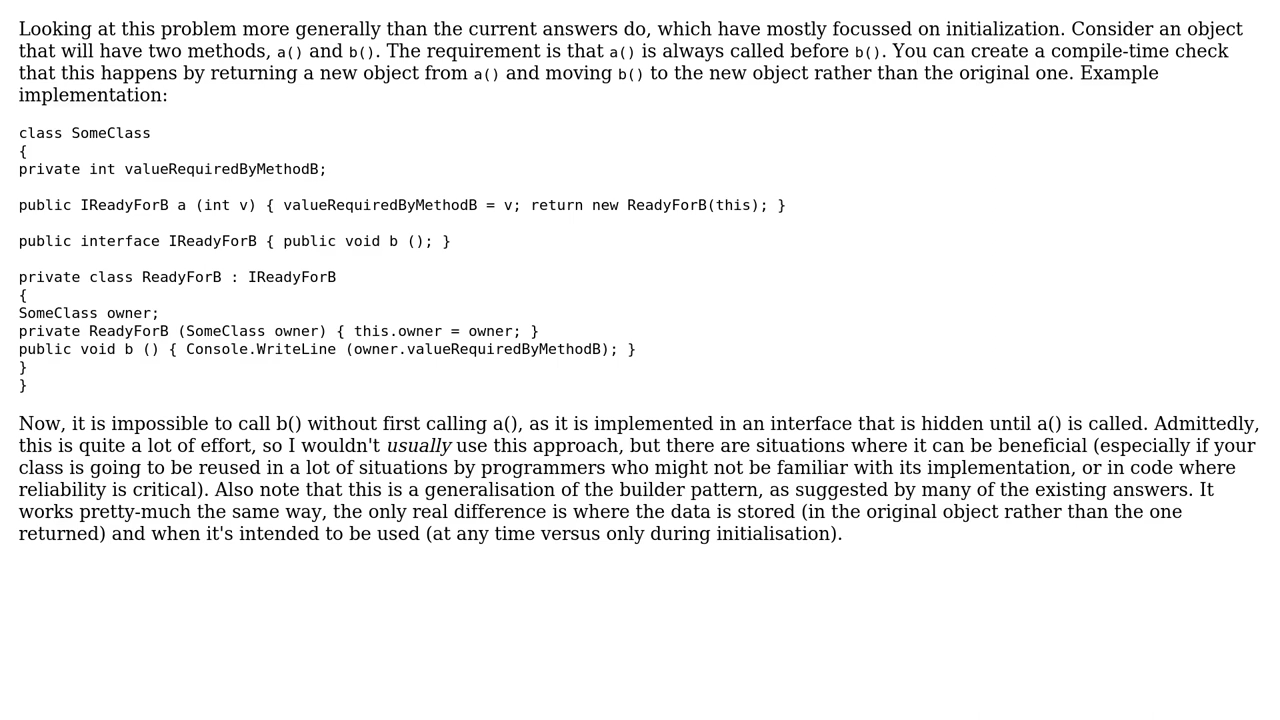 Looking at this problem more generally than the current answers do, which have mostly focussed on initialization. Consider an object
that will have two methods, a() and b(). The requirement is that a() is always called before b(). You can create a compile-time check
that this happens by returning a new object from a() and moving b() to the new object rather than the original one. Example
implementation:
class SomeClass
{
private int valueRequiredByMethodB;
public IReadyForB a (int v) { valueRequiredByMethodB = v; return new ReadyForB(this); }
public interface IReadyForB { public void b (); }
private class ReadyForB : IReadyForB
{
SomeClass owner;
private ReadyForB (SomeClass owner) { this.owner = owner; }
public void b () { Console.WriteLine (owner.valueRequiredByMethodB); }
}
}
Now, it is impossible to call b() without first calling a(), as it is implemented in an interface that is hidden until a() is called. Admittedly,
this is quite a lot of effort, so I wouldn't usually use this approach, but there are situations where it can be beneficial (especially if your
class is going to be reused in a lot of situations by programmers who might not be familiar with its implementation, or in code where
reliability is critical). Also note that this is a generalisation of the builder pattern, as suggested by many of the existing answers. It
works pretty-much the same way, the only real difference is where the data is stored (in the original object rather than the one
returned) and when it's intended to be used (at any time versus only during initialisation).